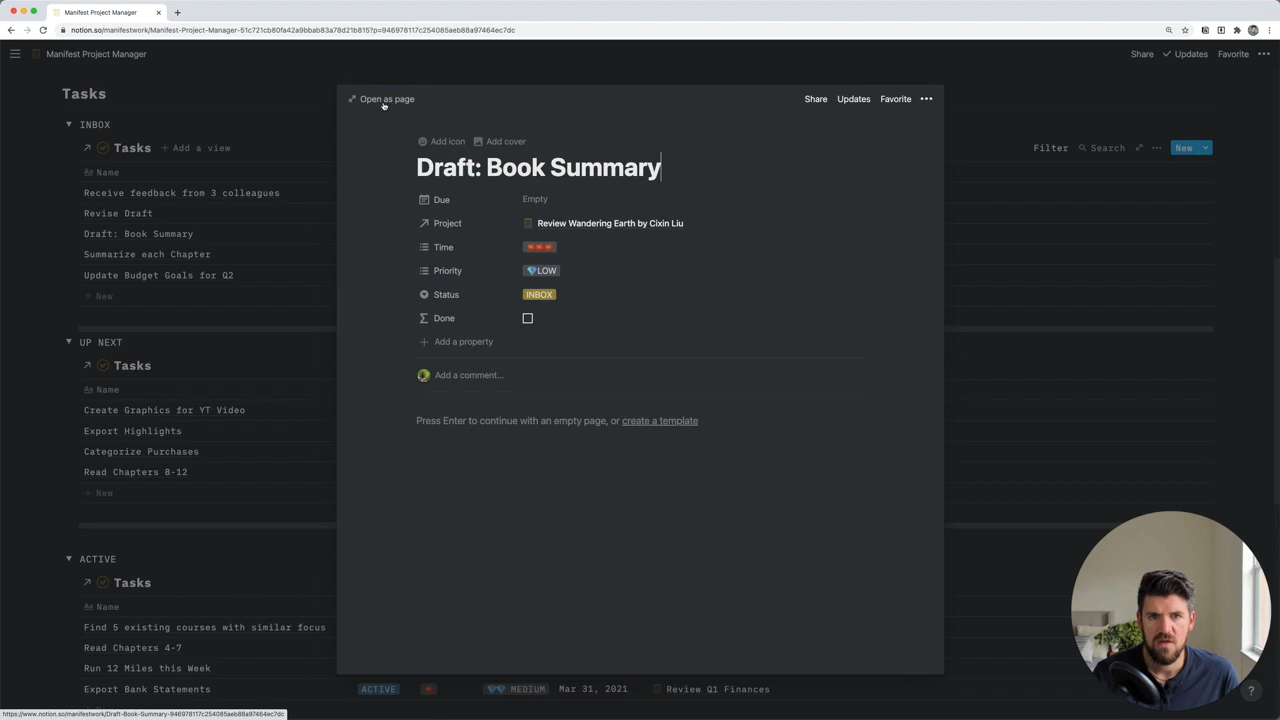 Manifest Project Manager
notion.so/manifestwork/Manifest-Project-Manager-51c721cb80fa42a9bbab83a78d21b815?p=946978117c254085aeb88a97464ec7dc
Manifest Project Manager
Share Updates Favorite
Tasks
INBOX
Tasks + Add a view
Filter Search New
Name
Receive feedback from 3 colleagues
Revise Draft
Draft: Book Summary
Summarize each Chapter
Update Budget Goals for Q2
+ New
UP NEXT
Tasks
Name
Create Graphics for YT Video
Export Highlights
Categorize Purchases
Read Chapters 8-12
+ New
ACTIVE
Tasks
Name
Find 5 existing courses with similar focus
Read Chapters 4-7
Run 12 Miles this Week
Export Bank Statements ACTIVE MEDIUM Mar 31, 2021 Review Q1 Finances
Open as page
Share Updates Favorite
Add icon Add cover
Draft: Book Summary
Due Empty
Project Review Wandering Earth by Cixin Liu
Time
Priority 💎LOW
Status INBOX
Done
+ Add a property
Add a comment...
Press Enter to continue with an empty page, or create a template
?
https://www.notion.so/manifestwork/Draft-Book-Summary-946978117c254085aeb88a97464ec7dc